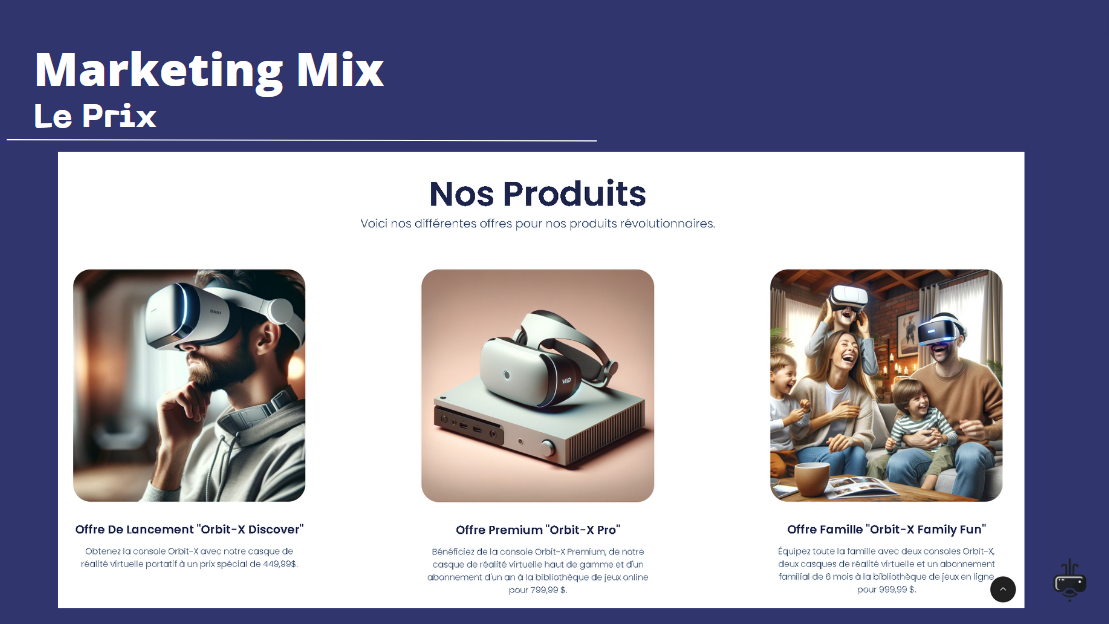 Marketing Mix
Le Prix
Nos Produits
Voici nos différentes offres pour nos produits révolutionnaires.
Offre De Lancement "Orbit-X Discover"
Obtenez la console Orbit-X avec notre casque de
réalité virtuelle portatif à un prix spécial de 449,99$.
Offre Premium "Orbit-X Pro"
Bénéficiez de la console Orbit-X Premium, de notre
casque de réalité virtuelle haut de gamme et d'un
abonnement d'un an à la bibliothèque de jeux online
pour 799,99 $.
Offre Famille "Orbit-X Family Fun"
Équipez toute la famille avec deux consoles Orbit-X,
deux casques de réalité virtuelle et un abonnement
familial de 6 mois à la bibliothèque de jeux en ligne
pour 999,99 $.